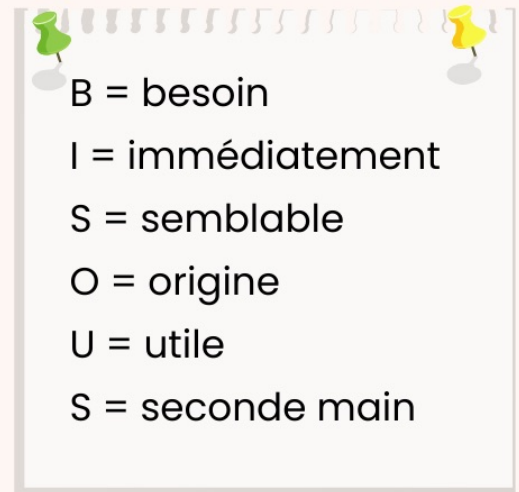 B = besoin
I = immédiatement
S = semblable
O = origine
U = utile
S = seconde main